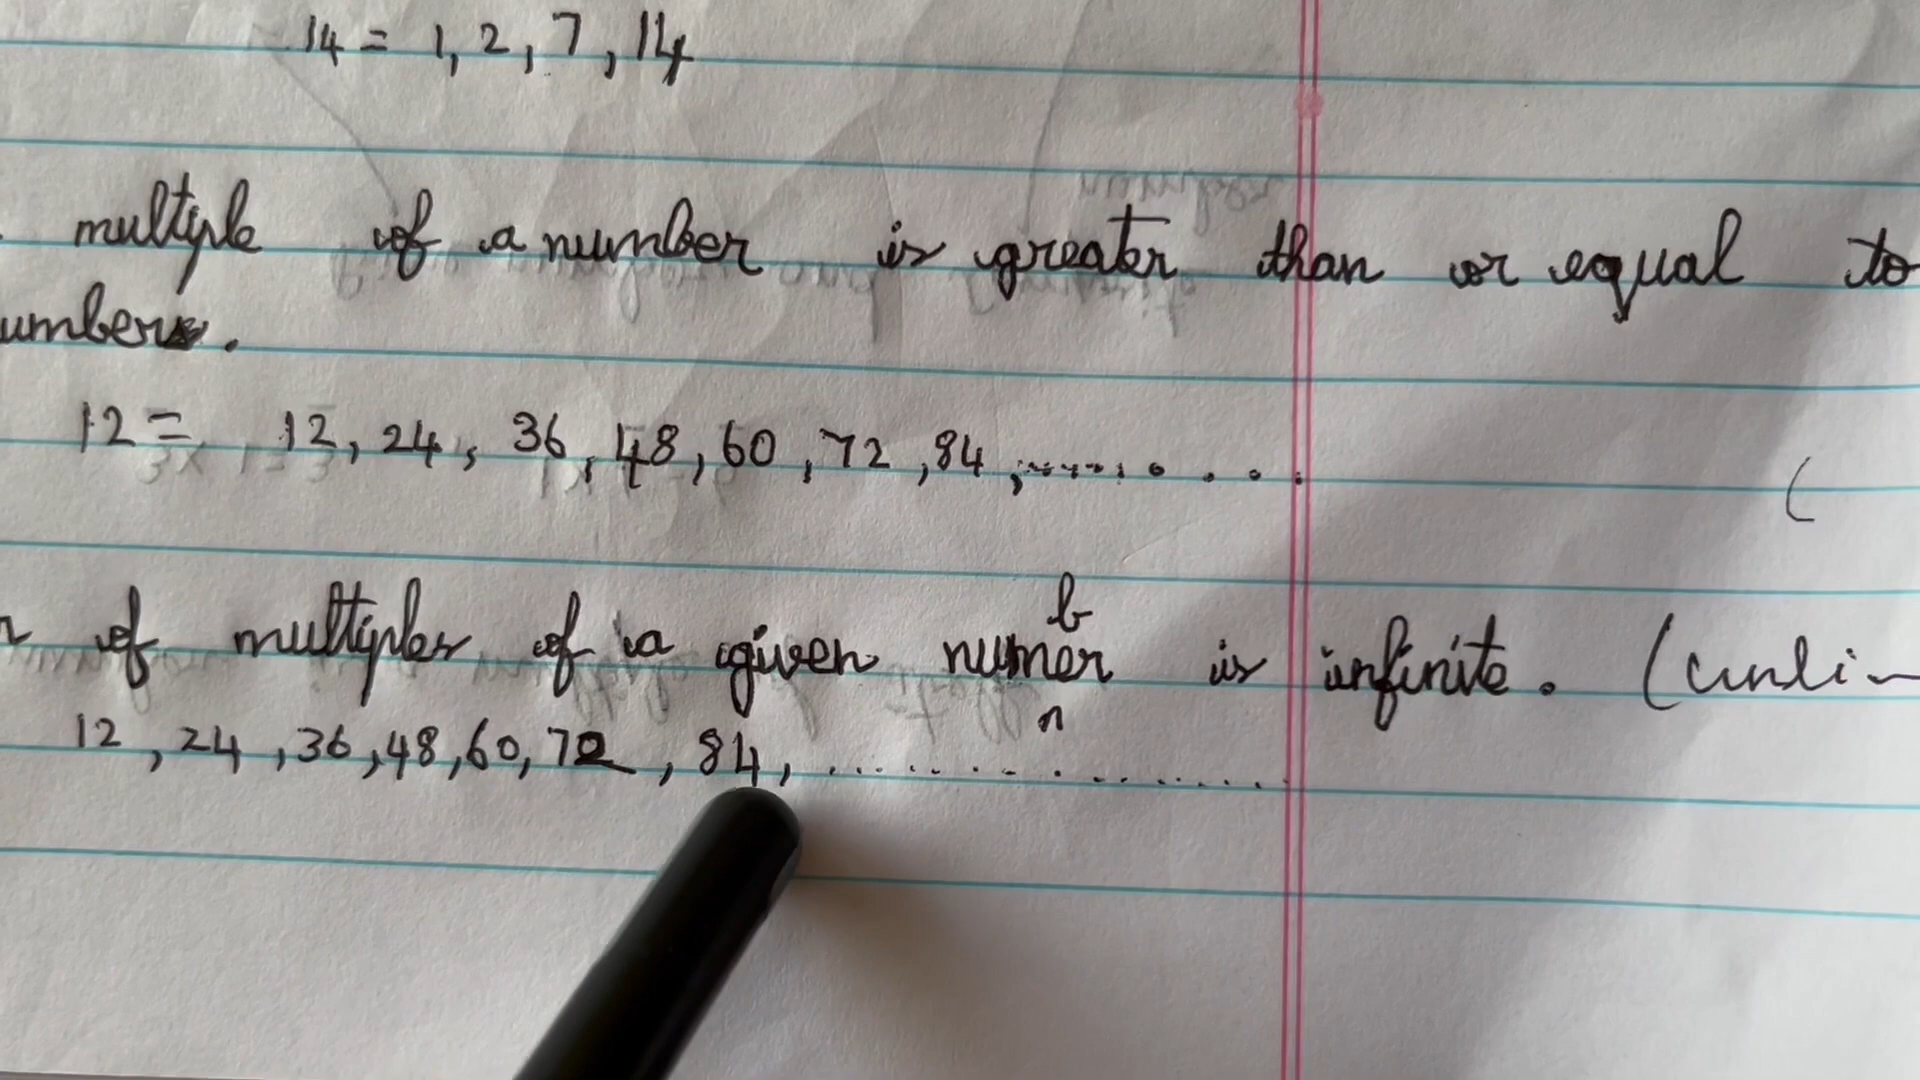 14 = 1, 2, 7, 14
multiple of a number is greater than or equal to
umbers.
12 = 12, 24, 36, 48, 60, 72, 84, ..........
(
b
of multiples of a given numer is infinite. (unli-
n
12, 24, 36, 48, 60, 72, 84, ................